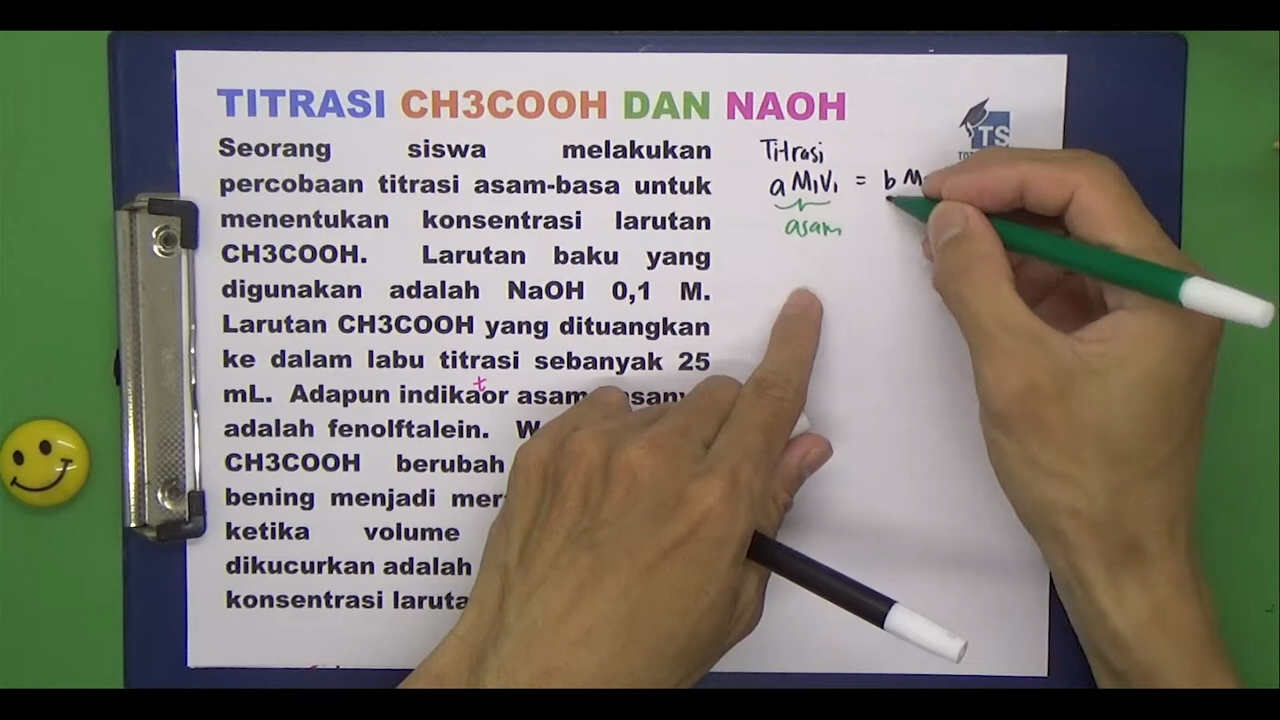 TITRASI CH3COOH DAN NAOH
Seorang siswa melakukan
percobaan titrasi asam-basa untuk
menentukan konsentrasi larutan
CH3COOH. Larutan baku yang
digunakan adalah NaOH 0,1 M.
Larutan CH3COOH yang dituangkan
ke dalam labu titrasi sebanyak 25
mL. Adapun indikaor asam
t
adalah fenolftalein.
CH3COOH berubah
bening menjadi
ketika volume
dikucurkan adalah
konsentrasi
Titrasi
a M₁V₁ = b M
asam
TS